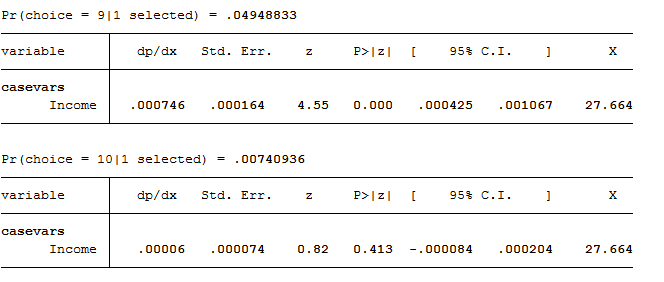 Pr(choice = 9|1 selected) = .04948833
variable dp/dx Std. Err. z P>|z| [ 95% C.I. ] X
casevars
Income .000746 .000164 4.55 0.000 .000425 .001067 27.664
Pr(choice = 10|1 selected) = .00740936
variable dp/dx Std. Err. z P>|z| [ 95% C.I. ] X
casevars
Income .00006 .000074 0.82 0.413 -.000084 .000204 27.664